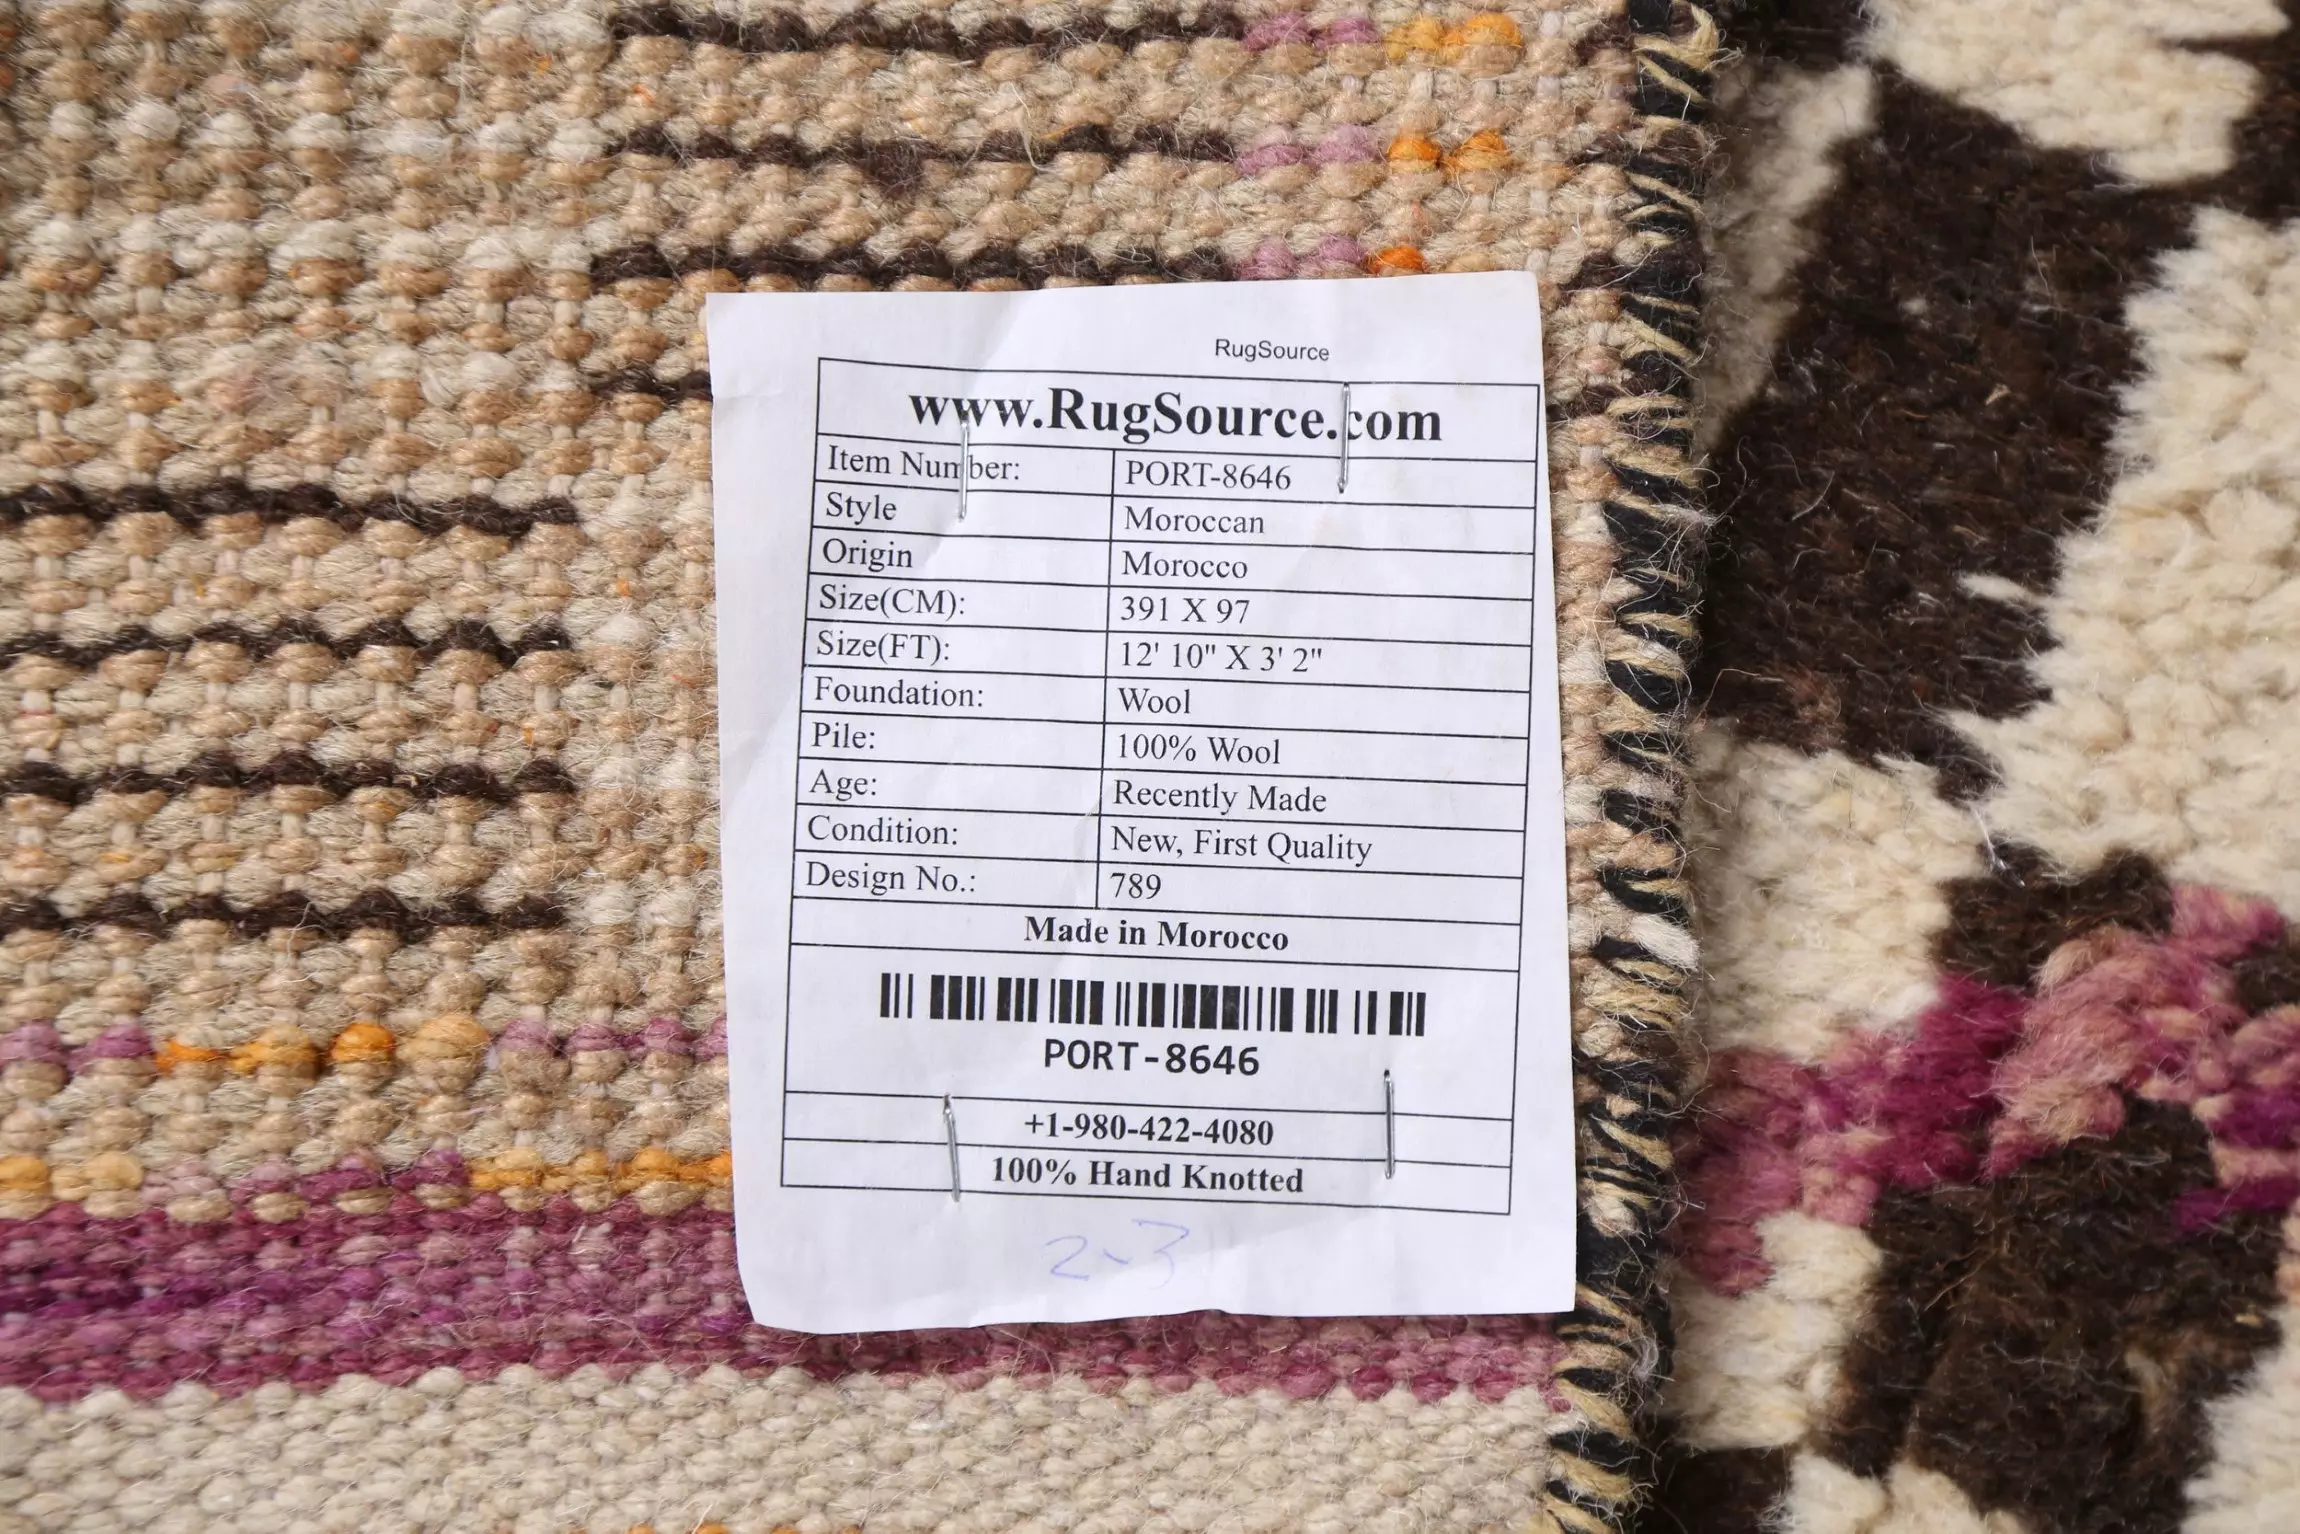 RugSource
www.RugSource.com
Item Number: PORT-8646
Style Moroccan
Origin Morocco
Size(CM): 391 X 97
Size(FT): 12' 10" X 3' 2"
Foundation: Wool
Pile: 100% Wool
Age: Recently Made
Condition: New, First Quality
Design No.: 789
Made in Morocco
PORT-8646
+1-980-422-4080
100% Hand Knotted
2-3